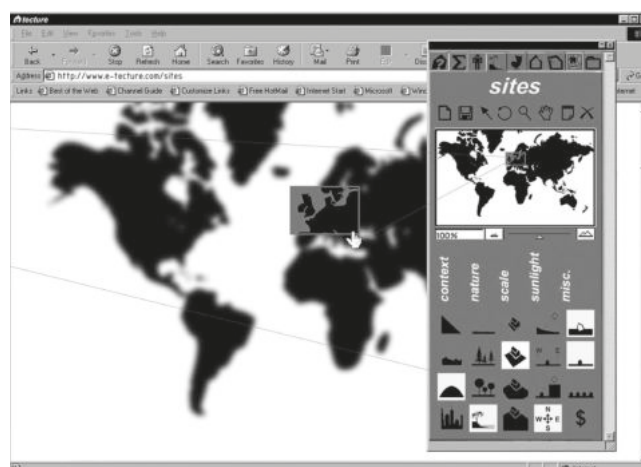 e-tecture
File Edit View Favorites Tools Help
Back Forward Stop Refresh Home Search Favorites History Mail Print Edit
Address http://www.e-tecture.com/sites
Links Best of the Web Channel Guide Customize Links Free HotMail Internet Start Microsoft
sites
100%
context nature scale sunlight misc.
N
W E
S
$